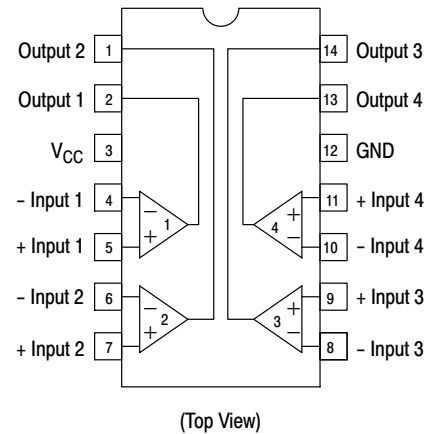 Output 2 1 14 Output 3
Output 1 2 13 Output 4
VCC 3 12 GND
– Input 1 4 – 11 + Input 4
+ Input 1 5 + 1 4 + – 10 – Input 4
– Input 2 6 – 9 + Input 3
+ Input 2 7 + 2 3 + – 8 – Input 3
(Top View)